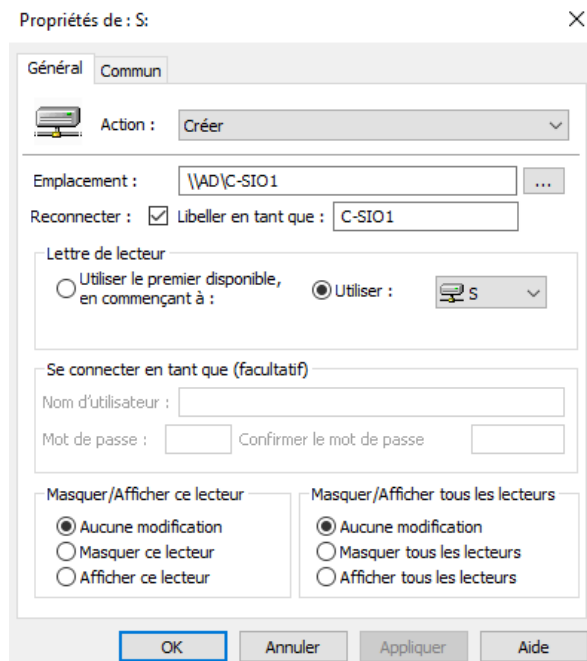 Propriétés de : S:
Général Commun
Action : Créer
Emplacement : \\AD\C-SIO1 ...
Reconnecter : Libeller en tant que : C-SIO1
Lettre de lecteur
Utiliser le premier disponible,
en commençant à :
Utiliser : S
Se connecter en tant que (facultatif)
Nom d'utilisateur :
Mot de passe : Confirmer le mot de passe
Masquer/Afficher ce lecteur
Aucune modification
Masquer ce lecteur
Afficher ce lecteur
Masquer/Afficher tous les lecteurs
Aucune modification
Masquer tous les lecteurs
Afficher tous les lecteurs
OK Annuler Appliquer Aide